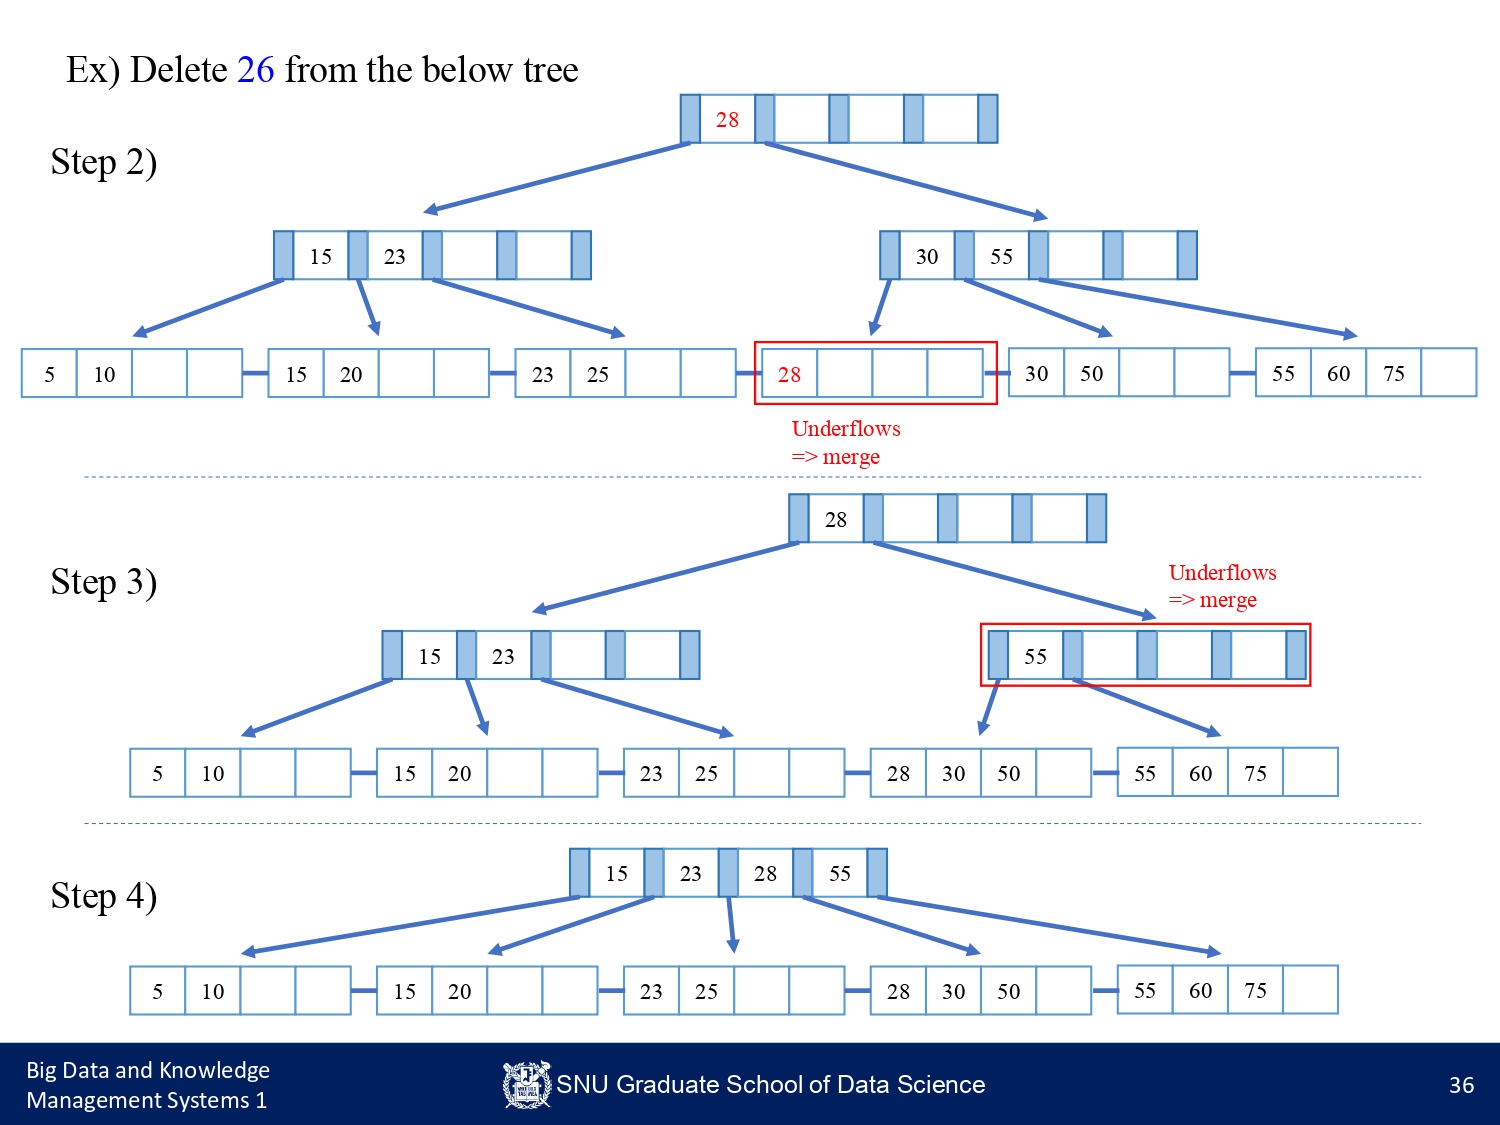 Ex) Delete 26 from the below tree
28
Step 2)
15 23
30 55
5 10
15 20
23 25
28
30 50
55 60 75
Underflows
=> merge
28
Step 3)
Underflows
=> merge
15 23
55
5 10
15 20
23 25
28 30 50
55 60 75
15 23 28 55
Step 4)
5 10
15 20
23 25
28 30 50
55 60 75
Big Data and Knowledge
Management Systems 1
SNU Graduate School of Data Science
36